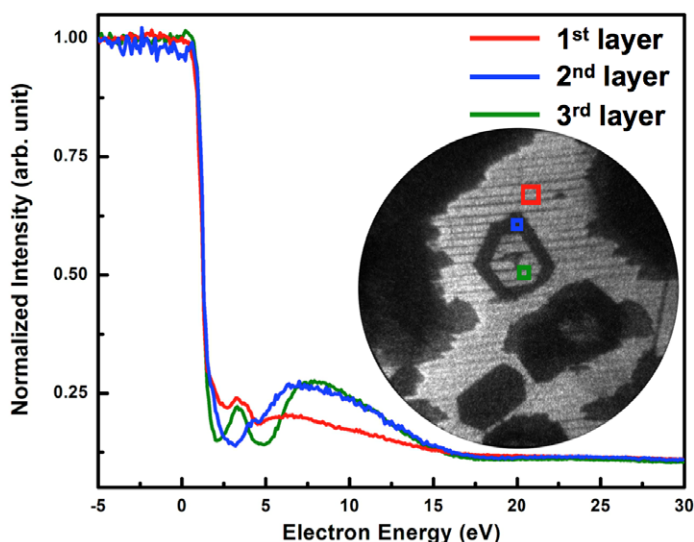 1st layer
2nd layer
3rd layer
Normalized Intensity (arb. unit)
1.00
0.75
0.50
0.25
-5 0 5 10 15 20 25 30
Electron Energy (eV)